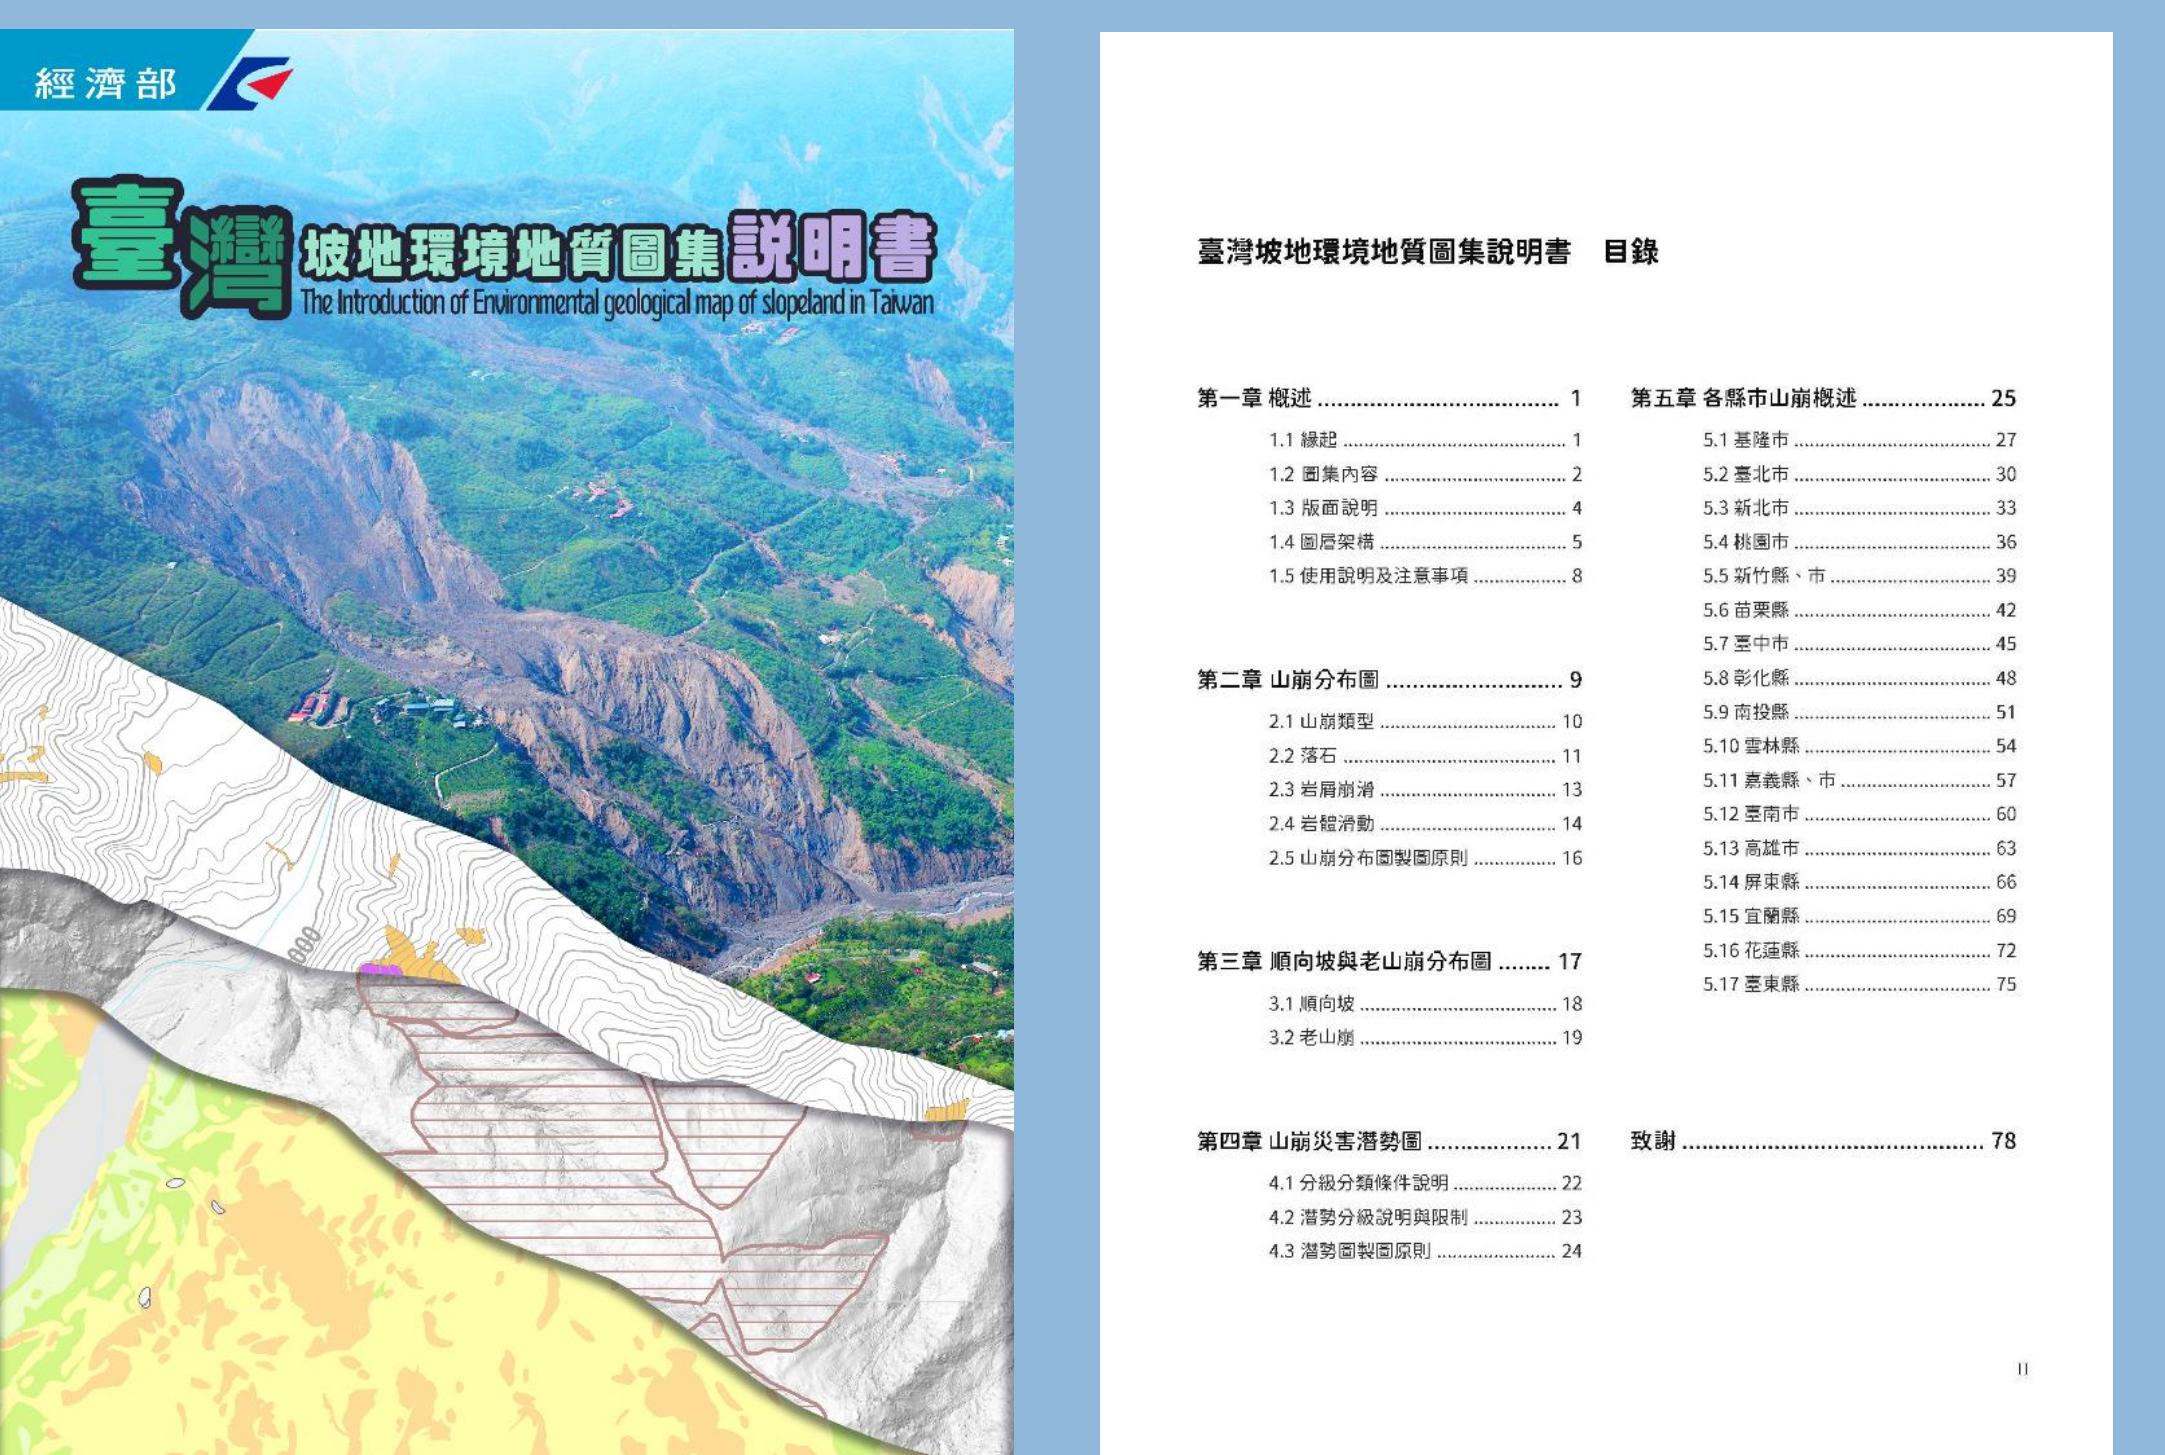 經濟部
臺灣坡地環境地質圖集說明書
The Introduction of Environmental geological map of slopeland in Taiwan
000
臺灣坡地環境地質圖集說明書 目錄
第一章 概述 ..................................... 1
1.1 緣起 ........................................... 1
1.2 圖集內容 ................................... 2
1.3 版面說明 ................................... 4
1.4 圖層架構 .................................... 5
1.5 使用說明及注意事項 .................. 8
第二章 山崩分布圖 ........................... 9
2.1 山崩類型 .................................. 10
2.2 落石 ......................................... 11
2.3 岩屑崩滑 .................................. 13
2.4 岩體滑動 .................................. 14
2.5 山崩分布圖製圖原則 ................ 16
第三章 順向坡與老山崩分布圖 ........ 17
3.1 順向坡 ...................................... 18
3.2 老山崩 ...................................... 19
第四章 山崩災害潛勢圖 ................... 21
4.1 分級分類條件說明 .................... 22
4.2 潛勢分級說明與限制 ................ 23
4.3 潛勢圖製圖原則 ....................... 24
第五章 各縣市山崩概述 ................... 25
5.1 基隆市 ...................................... 27
5.2 臺北市 ...................................... 30
5.3 新北市 ...................................... 33
5.4 桃園市 ...................................... 36
5.5 新竹縣、市 ............................... 39
5.6 苗栗縣 ...................................... 42
5.7 臺中市 ...................................... 45
5.8 彰化縣 ...................................... 48
5.9 南投縣 ...................................... 51
5.10 雲林縣 .................................... 54
5.11 嘉義縣、市 ............................. 57
5.12 臺南市 .................................... 60
5.13 高雄市 .................................... 63
5.14 屏東縣 .................................... 66
5.15 宜蘭縣 .................................... 69
5.16 花蓮縣 .................................... 72
5.17 臺東縣 .................................... 75
致謝 .............................................. 78
II